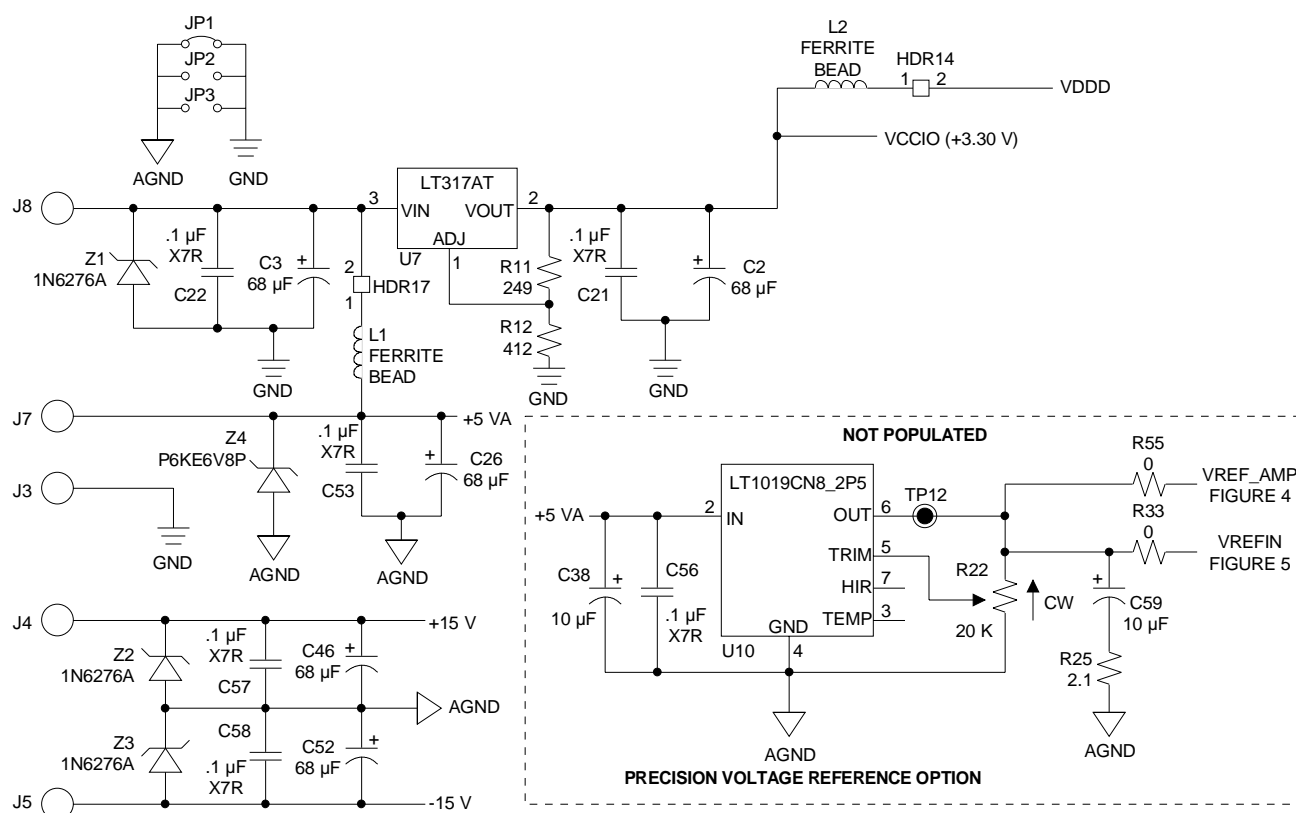 JP1
JP2
JP3
AGND
GND
L2
FERRITE
BEAD
HDR14
1
2
VDDD
VCCIO (+3.30 V)
J8
3
LT317AT
VIN
VOUT
ADJ
2
U7
1
Z1
1N6276A
.1 µF
X7R
C22
C3
68 µF
+
2
HDR17
1
R11
249
R12
412
GND
.1 µF
X7R
C21
+
C2
68 µF
GND
GND
L1
FERRITE
BEAD
J7
+5 VA
Z4
P6KE6V8P
.1 µF
X7R
C53
+
C26
68 µF
J3
GND
AGND
AGND
J4
+15 V
Z2
1N6276A
.1 µF
X7R
C57
C46
68 µF
+
AGND
Z3
1N6276A
C58
.1 µF
X7R
C52
68 µF
+
J5
-15 V
NOT POPULATED
LT1019CN8_2P5
+5 VA
2
IN
OUT
6
TP12
TRIM
5
HIR
7
TEMP
3
GND
4
U10
C38
10 µF
+
C56
.1 µF
X7R
AGND
R55
0
VREF_AMP
FIGURE 4
R33
0
VREFIN
FIGURE 5
R22
20 K
CW
+
C59
10 µF
R25
2.1
AGND
PRECISION VOLTAGE REFERENCE OPTION